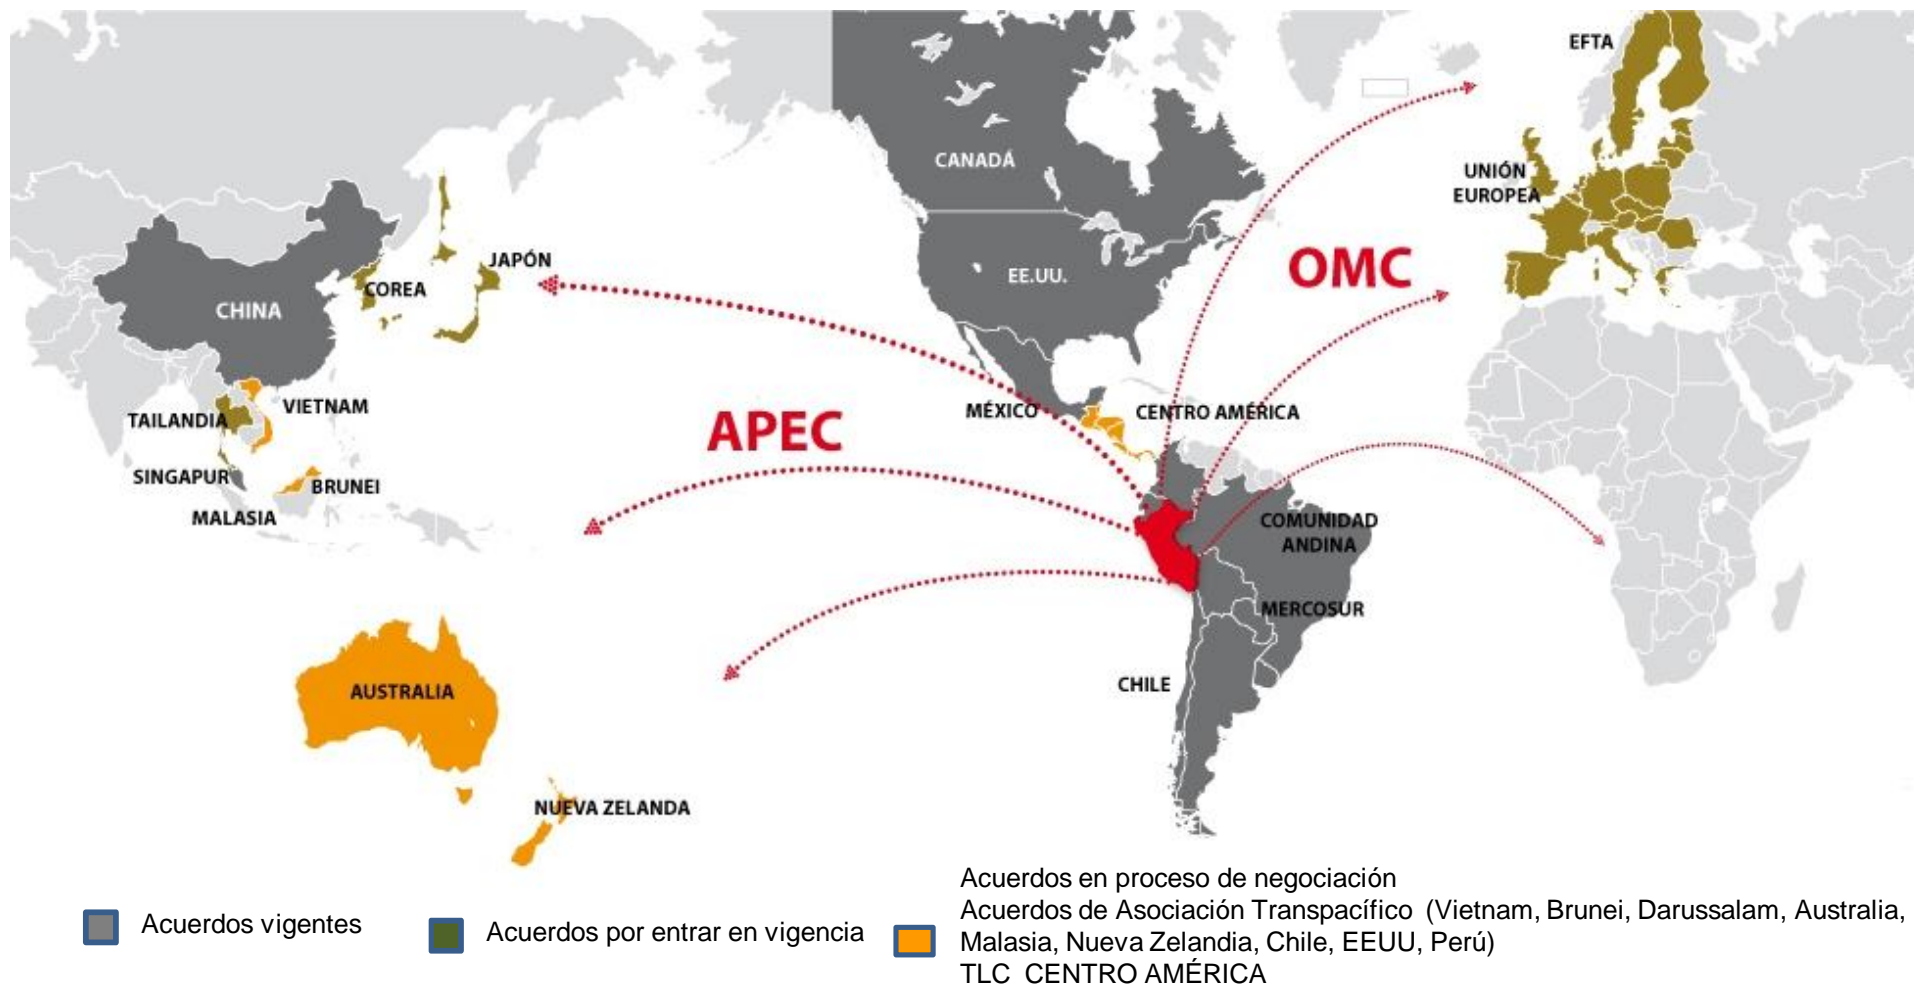 EFTA
CANADÁ
UNIÓN
EUROPEA
OMC
JAPÓN
EE.UU.
COREA
CHINA
VIETNAM
TAILANDIA
MÉXICO
CENTRO AMÉRICA
APEC
SINGAPUR
BRUNEI
MALASIA
COMUNIDAD
ANDINA
MERCOSUR
CHILE
AUSTRALIA
NUEVA ZELANDA
Acuerdos vigentes
Acuerdos por entrar en vigencia
Acuerdos en proceso de negociación
Acuerdos de Asociación Transpacífico (Vietnam, Brunei, Darussalam, Australia,
Malasia, Nueva Zelandia, Chile, EEUU, Perú)
TLC CENTRO AMÉRICA